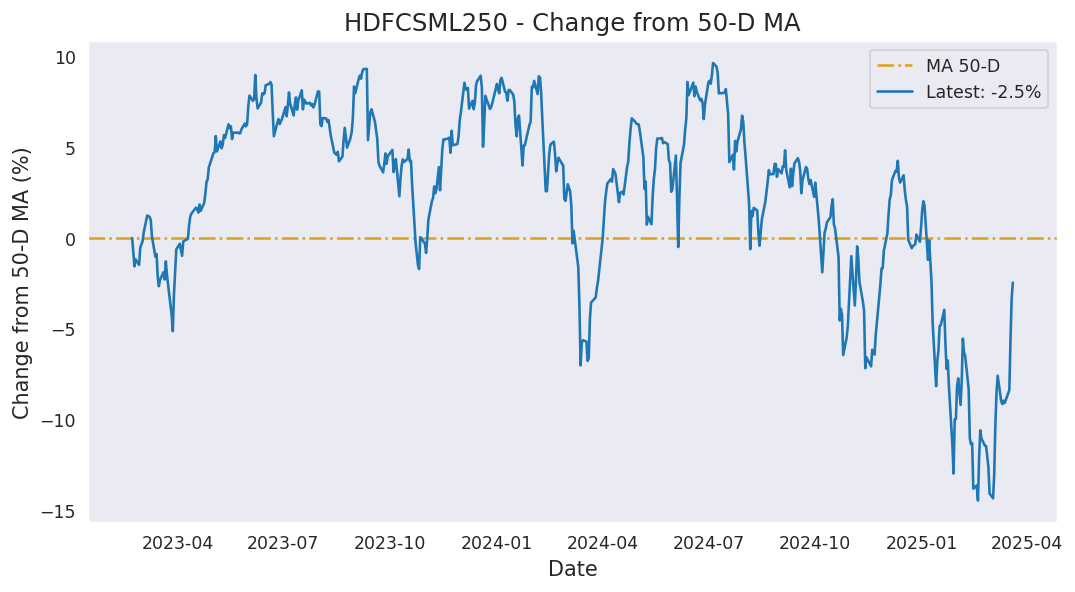 HDFCSML250 - Change from 50-D MA
MA 50-D
Latest: -2.5%
Change from 50-D MA (%)
10
5
0
−5
−10
−15
2023-04 2023-07 2023-10 2024-01 2024-04 2024-07 2024-10 2025-01 2025-04
Date